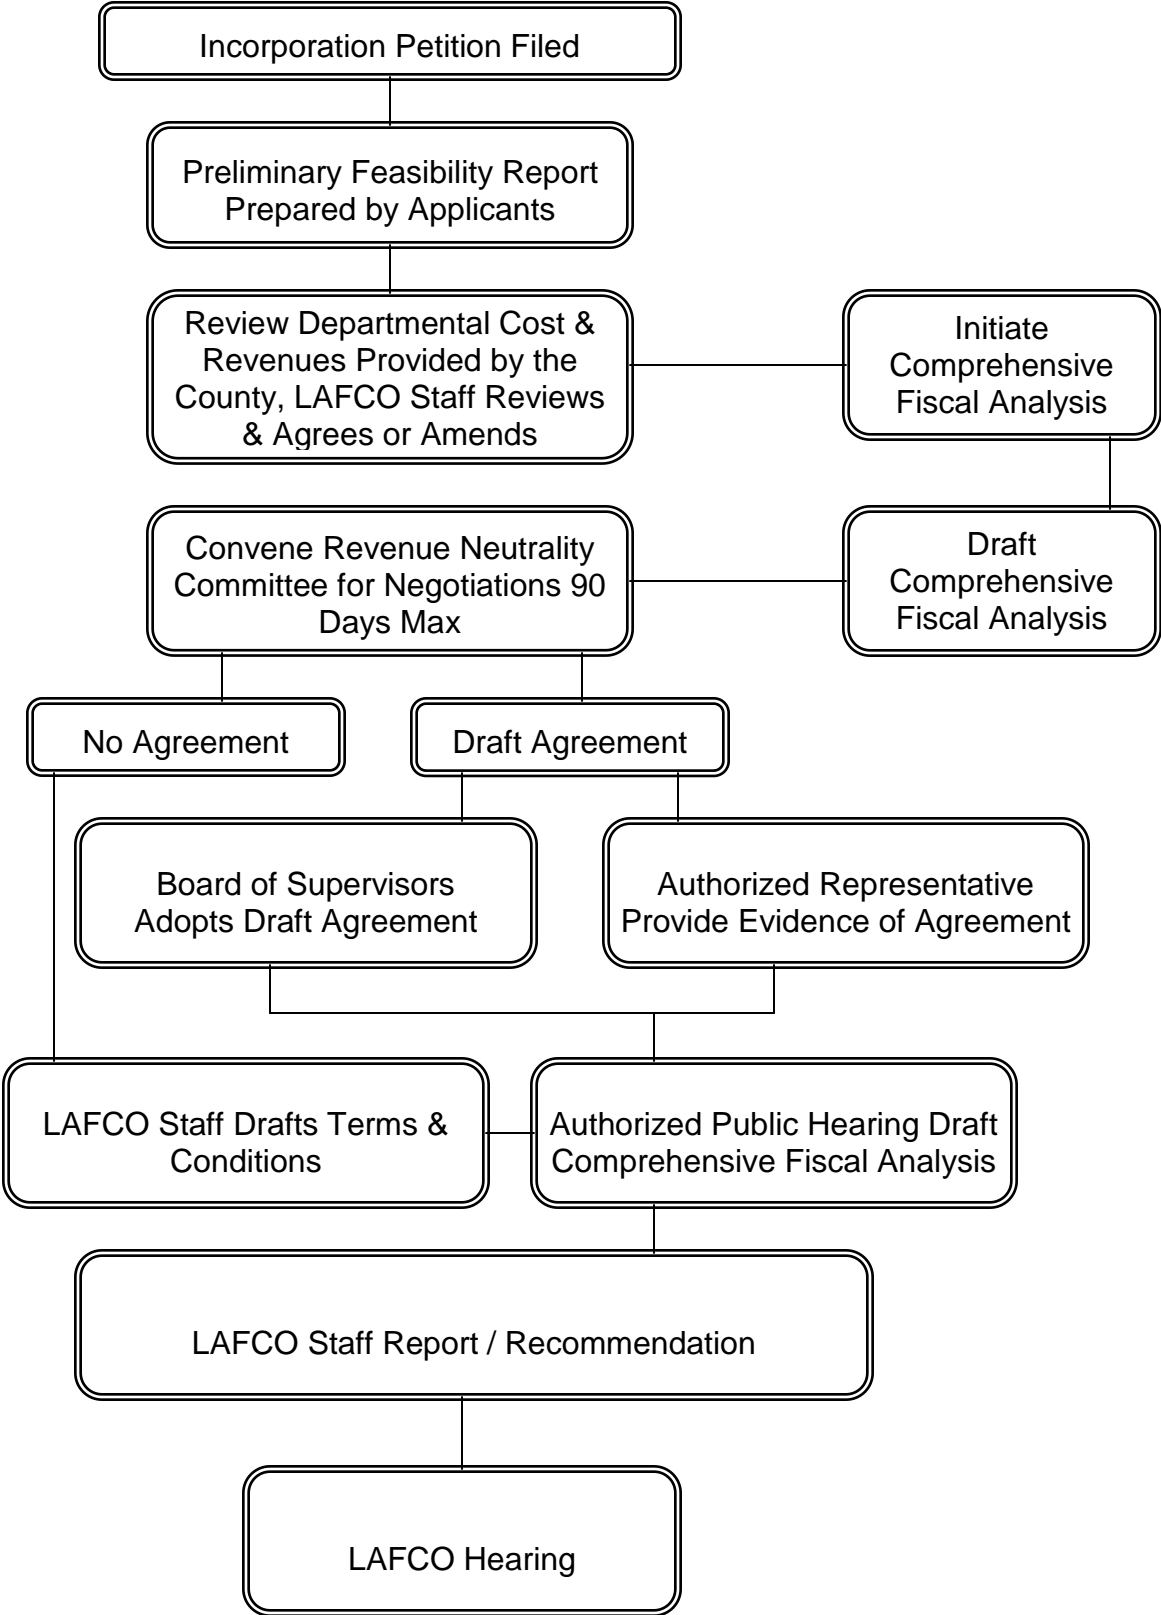 Incorporation Petition Filed
Preliminary Feasibility Report
Prepared by Applicants
Review Departmental Cost &
Revenues Provided by the
County, LAFCO Staff Reviews
& Agrees or Amends
Initiate
Comprehensive
Fiscal Analysis
Convene Revenue Neutrality
Committee for Negotiations 90
Days Max
Draft
Comprehensive
Fiscal Analysis
No Agreement
Draft Agreement
Board of Supervisors
Adopts Draft Agreement
Authorized Representative
Provide Evidence of Agreement
LAFCO Staff Drafts Terms &
Conditions
Authorized Public Hearing Draft
Comprehensive Fiscal Analysis
LAFCO Staff Report / Recommendation
LAFCO Hearing